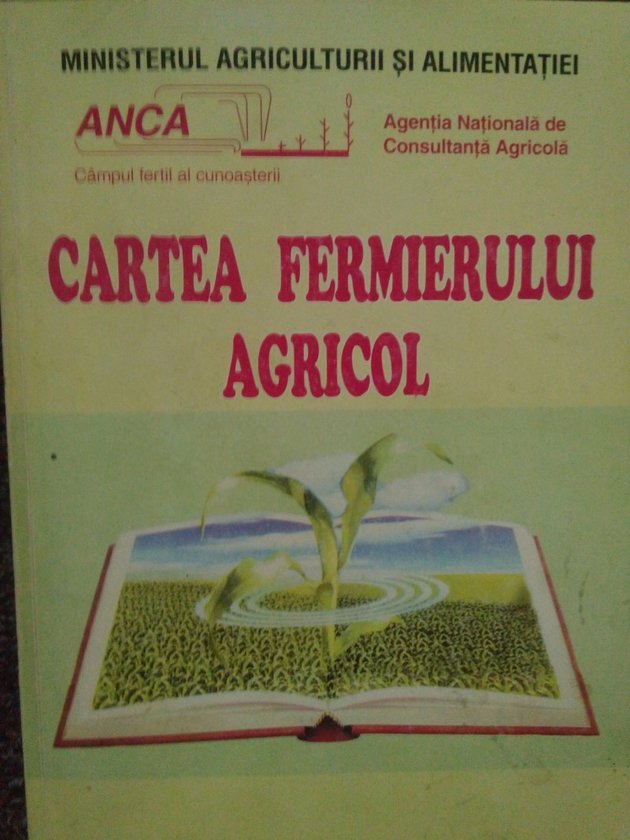 MINISTERUL AGRICULTURII ȘI ALIMENTAȚIEI
ANCA
Agenția Națională de
Consultanță Agricolă
Câmpul fertil al cunoașterii
CARTEA FERMIERULUI
AGRICOL